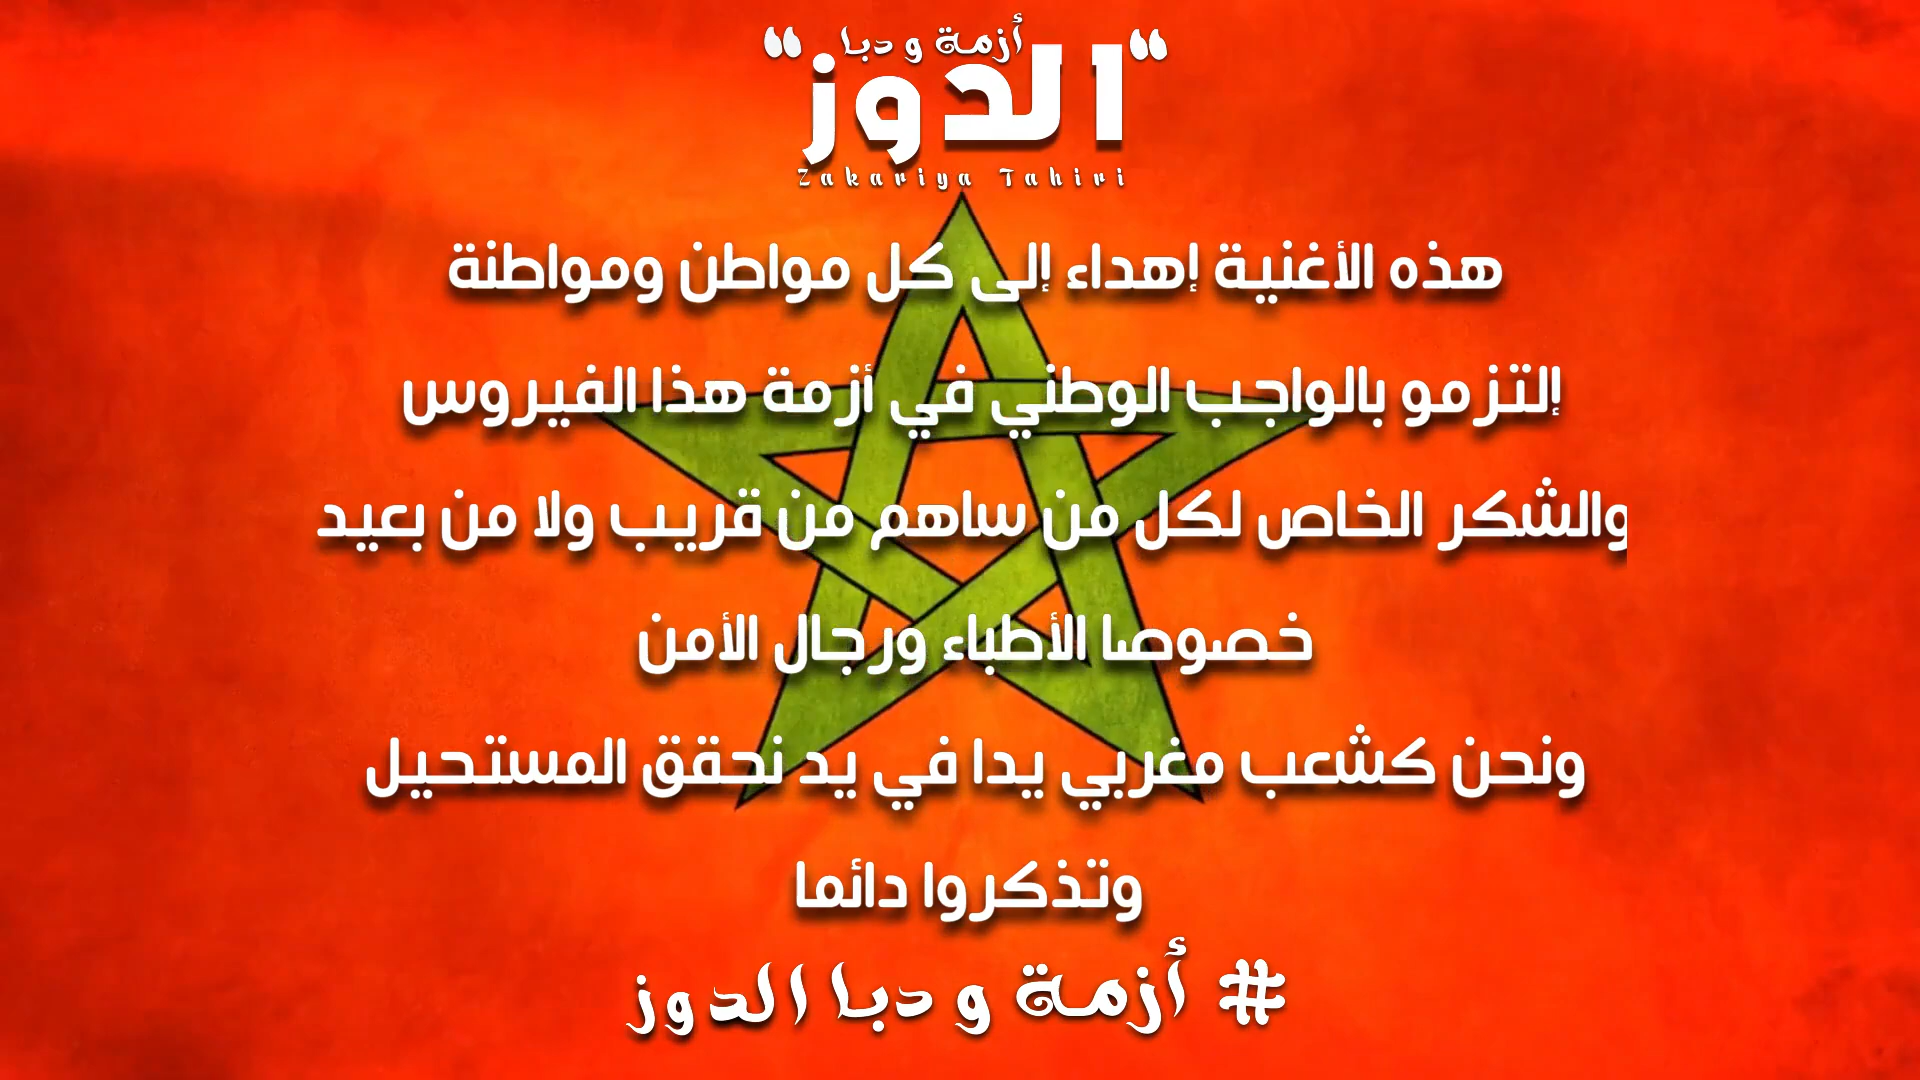 أزمة و دبا
"الدوز"
Zakariya Tahiri
هذه الأغنية إهداء إلى كل مواطن ومواطنة
إلتزمو بالواجب الوطني في أزمة هذا الفيروس
والشكر الخاص لكل من ساهم من قريب ولا من بعيد
خصوصا الأطباء ورجال الأمن
ونحن كشعب مغربي يدا في يد نحقق المستحيل
وتذكروا دائما
# أزمة و دبا الدوز